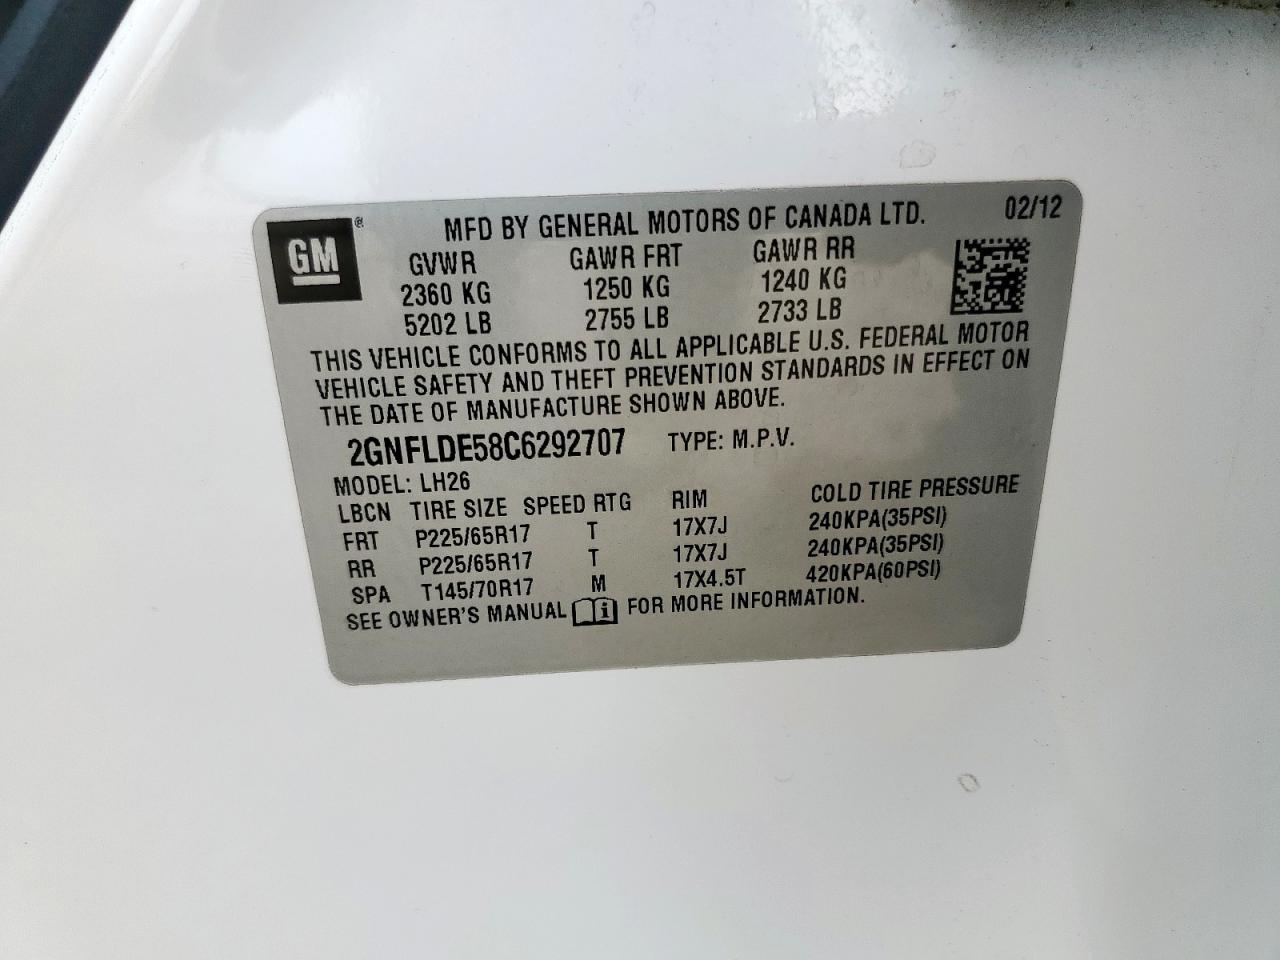 GM ®
MFD BY GENERAL MOTORS OF CANADA LTD. 02/12
GVWR GAWR FRT GAWR RR
2360 KG 1250 KG 1240 KG
5202 LB 2755 LB 2733 LB
THIS VEHICLE CONFORMS TO ALL APPLICABLE U.S. FEDERAL MOTOR
VEHICLE SAFETY AND THEFT PREVENTION STANDARDS IN EFFECT ON
THE DATE OF MANUFACTURE SHOWN ABOVE.
2GNFLDE58C6292707 TYPE: M.P.V.
MODEL: LH26
LBCN TIRE SIZE SPEED RTG RIM COLD TIRE PRESSURE
FRT P225/65R17 T 17X7J 240KPA(35PSI)
RR P225/65R17 T 17X7J 240KPA(35PSI)
SPA T145/70R17 M 17X4.5T 420KPA(60PSI)
SEE OWNER'S MANUAL i FOR MORE INFORMATION.